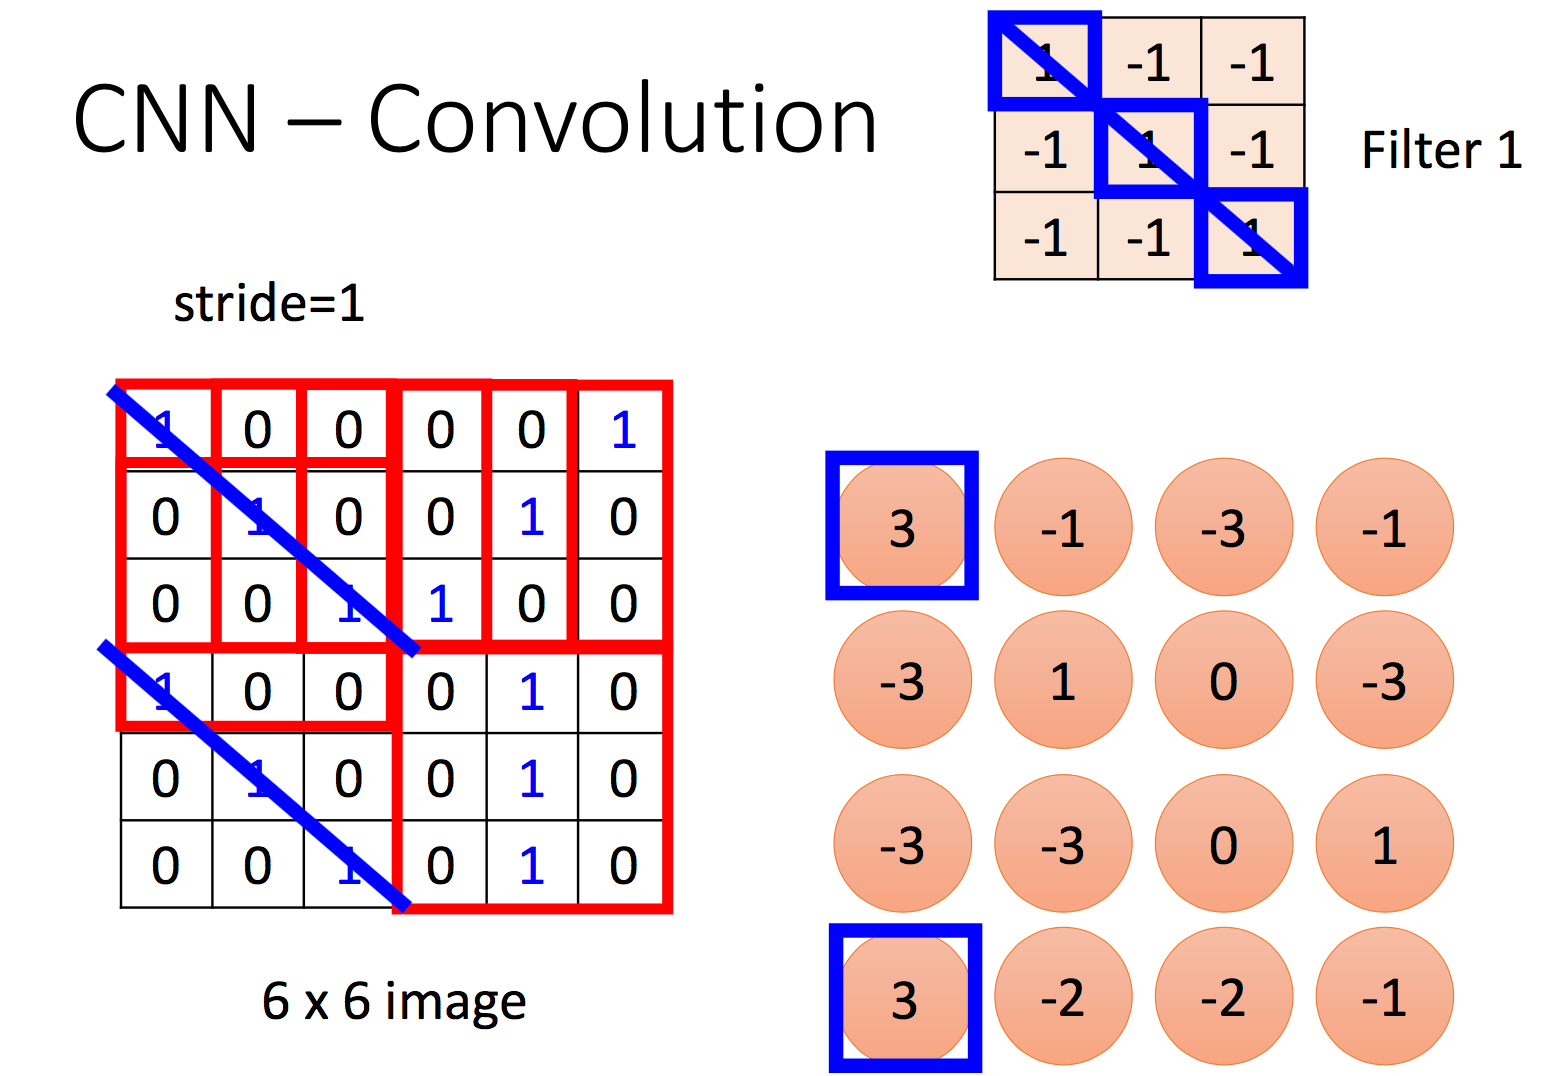 CNN – Convolution
1 -1 -1
-1 1 -1
-1 -1 1
Filter 1
stride=1
1 0 0 0 0 1
0 1 0 0 1 0
0 0 1 1 0 0
1 0 0 0 1 0
0 1 0 0 1 0
0 0 1 0 1 0
6 x 6 image
3 -1 -3 -1
-3 1 0 -3
-3 -3 0 1
3 -2 -2 -1